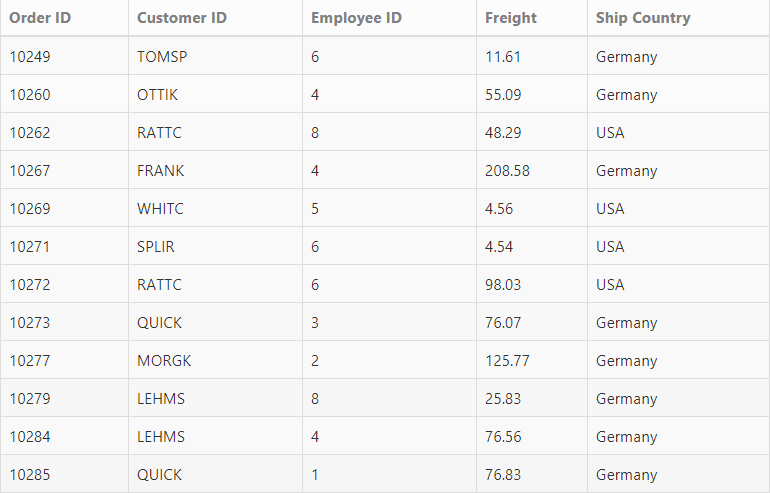 Order ID Customer ID Employee ID Freight Ship Country
10249 TOMSP 6 11.61 Germany
10260 OTTIK 4 55.09 Germany
10262 RATTC 8 48.29 USA
10267 FRANK 4 208.58 Germany
10269 WHITC 5 4.56 USA
10271 SPLIR 6 4.54 USA
10272 RATTC 6 98.03 USA
10273 QUICK 3 76.07 Germany
10277 MORGK 2 125.77 Germany
10279 LEHMS 8 25.83 Germany
10284 LEHMS 4 76.56 Germany
10285 QUICK 1 76.83 Germany